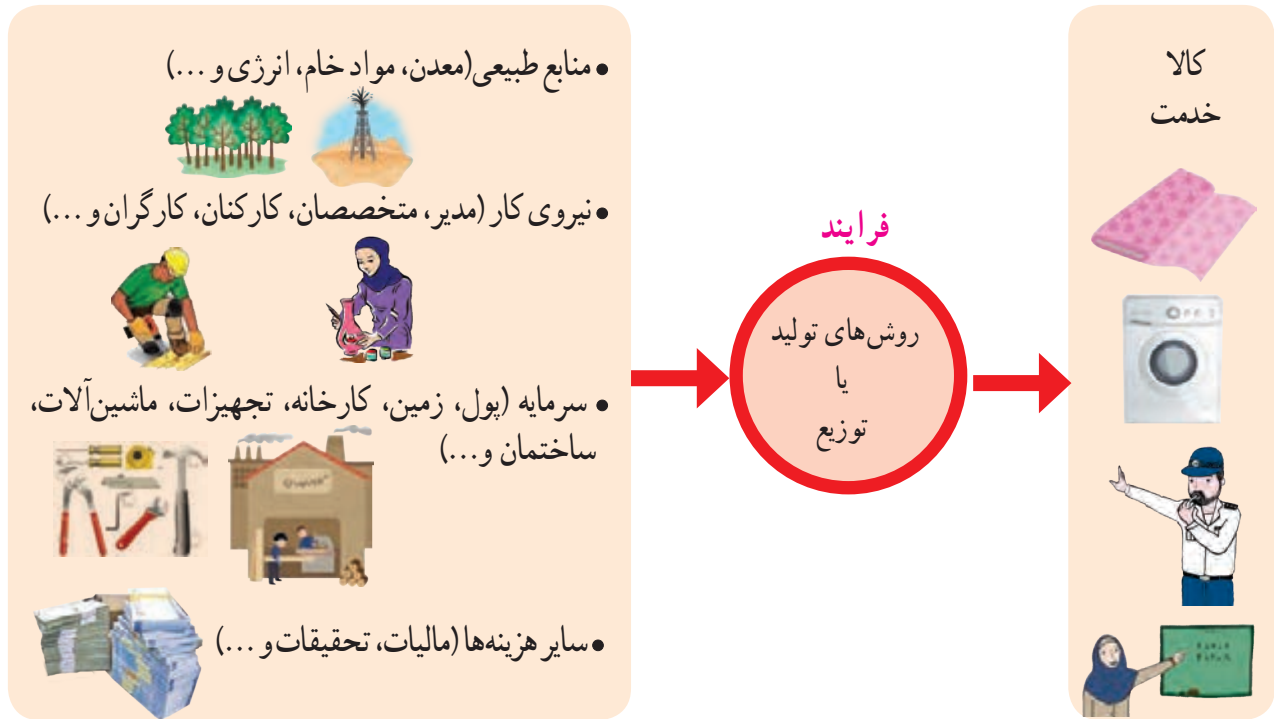 • منابع طبیعی (معدن، مواد خام، انرژی و ...)
• نیروی کار (مدیر، متخصصان، کارکنان، کارگران و ...)
• سرمایه (پول، زمین، کارخانه، تجهیزات، ماشین‌آلات،
ساختمان و...)
• سایر هزینه‌ها (مالیات، تحقیقات و ...)
فرایند
روش‌های تولید
یا
توزیع
کالا
خدمت